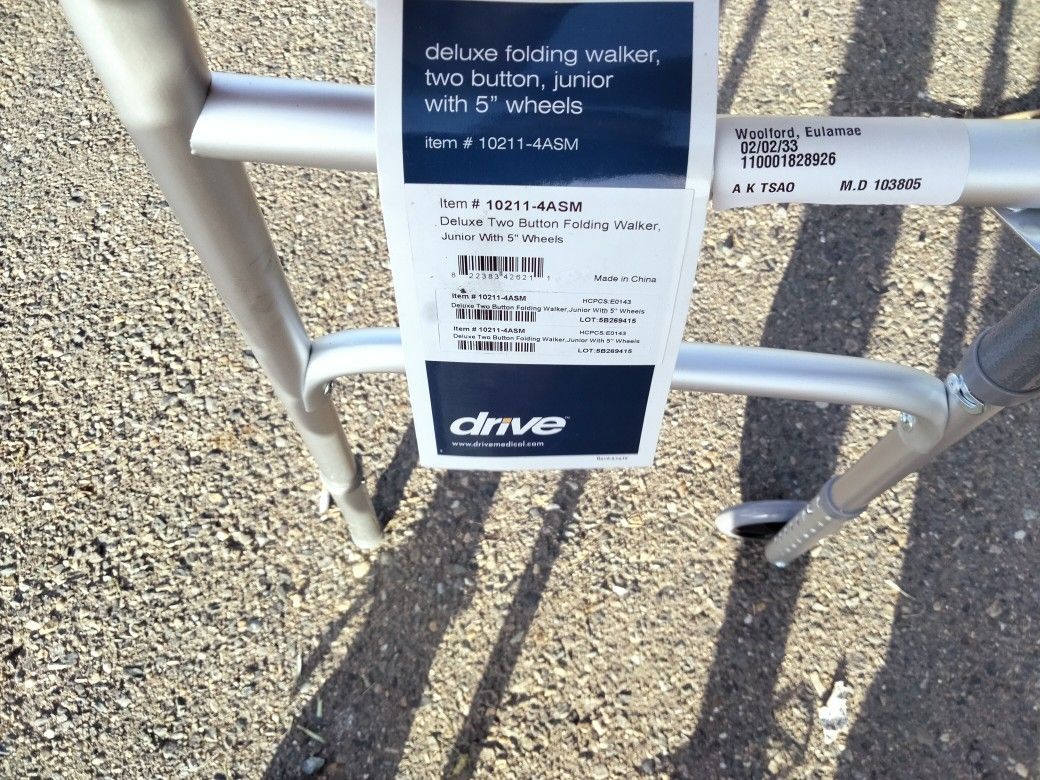 deluxe folding walker,
two button, junior
with 5" wheels
item # 10211-4ASM
Item # 10211-4ASM
Deluxe Two Button Folding Walker,
Junior With 5" Wheels
8 22383 42621 1
Made in China
Item # 10211-4ASM HCPCS:E0143
Deluxe Two Button Folding Walker,Junior With 5" Wheels
LOT:5B269415
Item # 10211-4ASM HCPCS:E0143
Deluxe Two Button Folding Walker,Junior With 5" Wheels
LOT:5B269415
drive™
www.drivemedical.com
Woolford, Eulamae
02/02/33
110001828926
A K TSAO M.D 103805